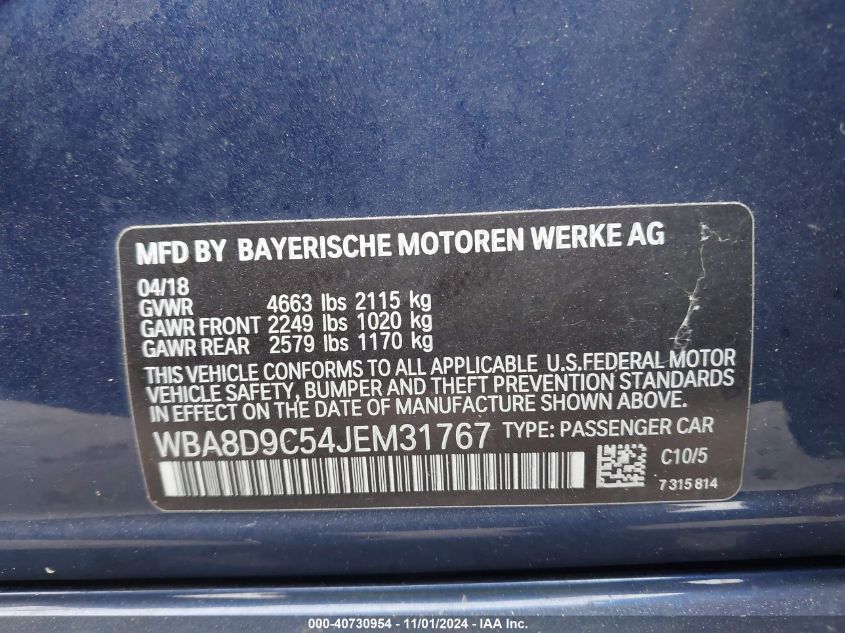 MFD BY BAYERISCHE MOTOREN WERKE AG
04/18
GVWR 4663 lbs 2115 kg
GAWR FRONT 2249 lbs 1020 kg
GAWR REAR 2579 lbs 1170 kg
THIS VEHICLE CONFORMS TO ALL APPLICABLE U.S.FEDERAL MOTOR
VEHICLE SAFETY, BUMPER AND THEFT PREVENTION STANDARDS
IN EFFECT ON THE DATE OF MANUFACTURE SHOWN ABOVE.
WBA8D9C54JEM31767 TYPE: PASSENGER CAR
C10/5
7315814
000-40730954 - 11/01/2024 - IAA Inc.